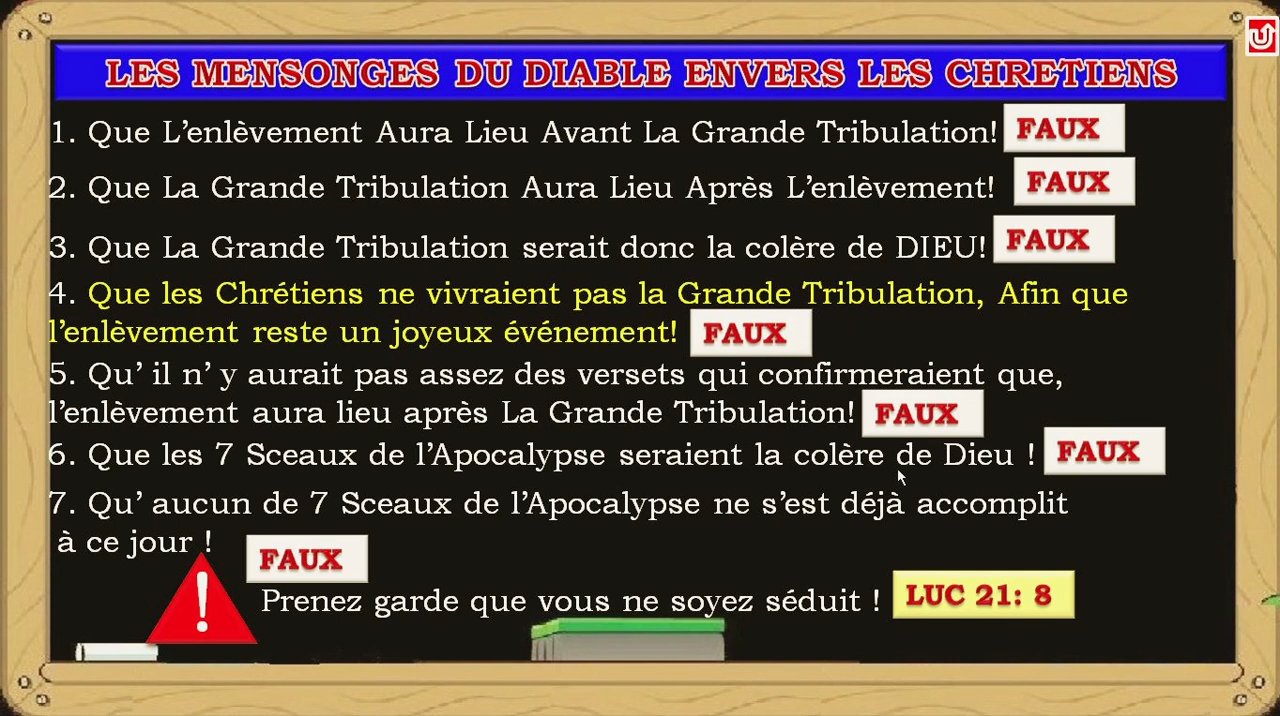 LES MENSONGES DU DIABLE ENVERS LES CHRETIENS
1. Que L'enlèvement Aura Lieu Avant La Grande Tribulation! FAUX
2. Que La Grande Tribulation Aura Lieu Après L'enlèvement! FAUX
3. Que La Grande Tribulation serait donc la colère de DIEU! FAUX
4. Que les Chrétiens ne vivraient pas la Grande Tribulation, Afin que
l'enlèvement reste un joyeux événement! FAUX
5. Qu' il n' y aurait pas assez des versets qui confirmeraient que,
l'enlèvement aura lieu après La Grande Tribulation! FAUX
6. Que les 7 Sceaux de l'Apocalypse seraient la colère de Dieu ! FAUX
7. Qu' aucun de 7 Sceaux de l'Apocalypse ne s'est déjà accomplit
à ce jour ! FAUX
! Prenez garde que vous ne soyez séduit ! LUC 21: 8